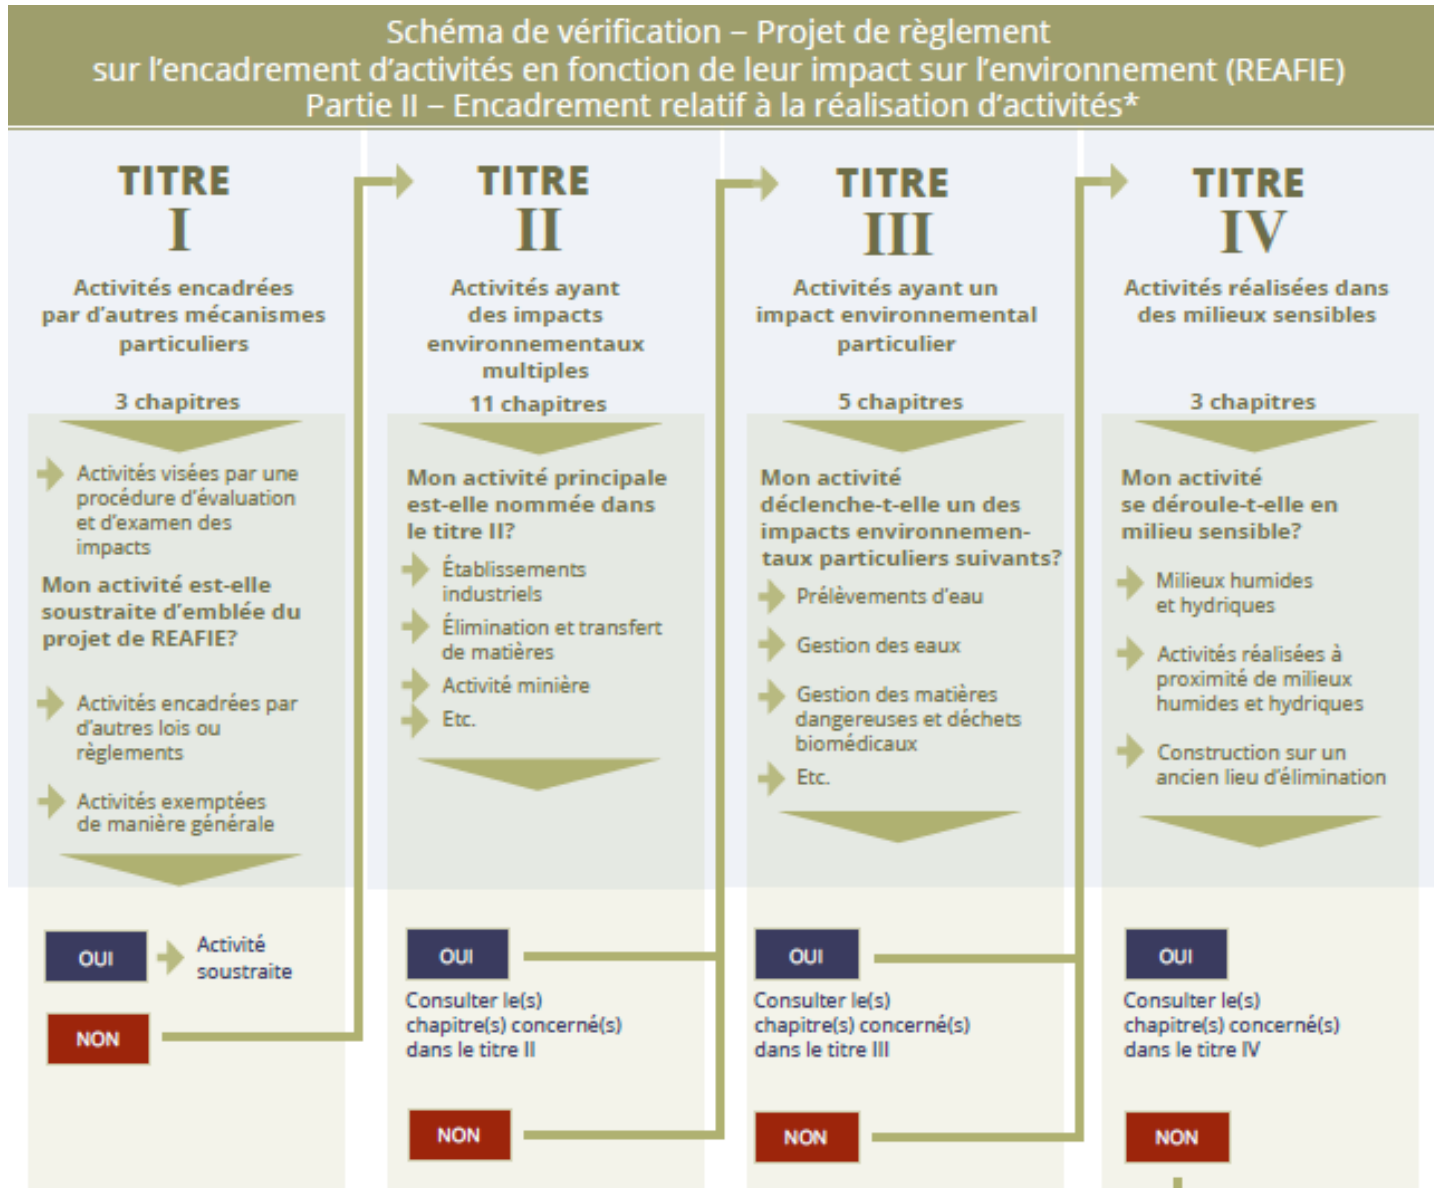 Schéma de vérification – Projet de règlement
sur l'encadrement d'activités en fonction de leur impact sur l'environnement (REAFIE)
Partie II – Encadrement relatif à la réalisation d'activités*
TITRE
I
Activités encadrées
par d'autres mécanismes
particuliers
3 chapitres
Activités visées par une
procédure d'évaluation
et d'examen des
impacts
Mon activité est-elle
soustraite d'emblée du
projet de REAFIE?
Activités encadrées par
d'autres lois ou
règlements
Activités exemptées
de manière générale
OUI
Activité
soustraite
NON
TITRE
II
Activités ayant
des impacts
environnementaux
multiples
11 chapitres
Mon activité principale
est-elle nommée dans
le titre II?
Établissements
industriels
Élimination et transfert
de matières
Activité minière
Etc.
OUI
Consulter le(s)
chapitre(s) concerné(s)
dans le titre II
NON
TITRE
III
Activités ayant un
impact environnemental
particulier
5 chapitres
Mon activité
déclenche-t-elle un des
impacts environnemen-
taux particuliers suivants?
Prélèvements d'eau
Gestion des eaux
Gestion des matières
dangereuses et déchets
biomédicaux
Etc.
OUI
Consulter le(s)
chapitre(s) concerné(s)
dans le titre III
NON
TITRE
IV
Activités réalisées dans
des milieux sensibles
3 chapitres
Mon activité
se déroule-t-elle en
milieu sensible?
Milieux humides
et hydriques
Activités réalisées à
proximité de milieux
humides et hydriques
Construction sur un
ancien lieu d'élimination
OUI
Consulter le(s)
chapitre(s) concerné(s)
dans le titre IV
NON